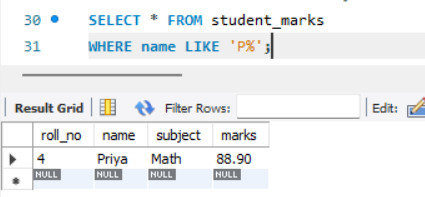 30 SELECT * FROM student_marks
31 WHERE name LIKE 'P%';
Result Grid Filter Rows: Edit:
roll_no name subject marks
4 Priya Math 88.90
NULL NULL NULL NULL